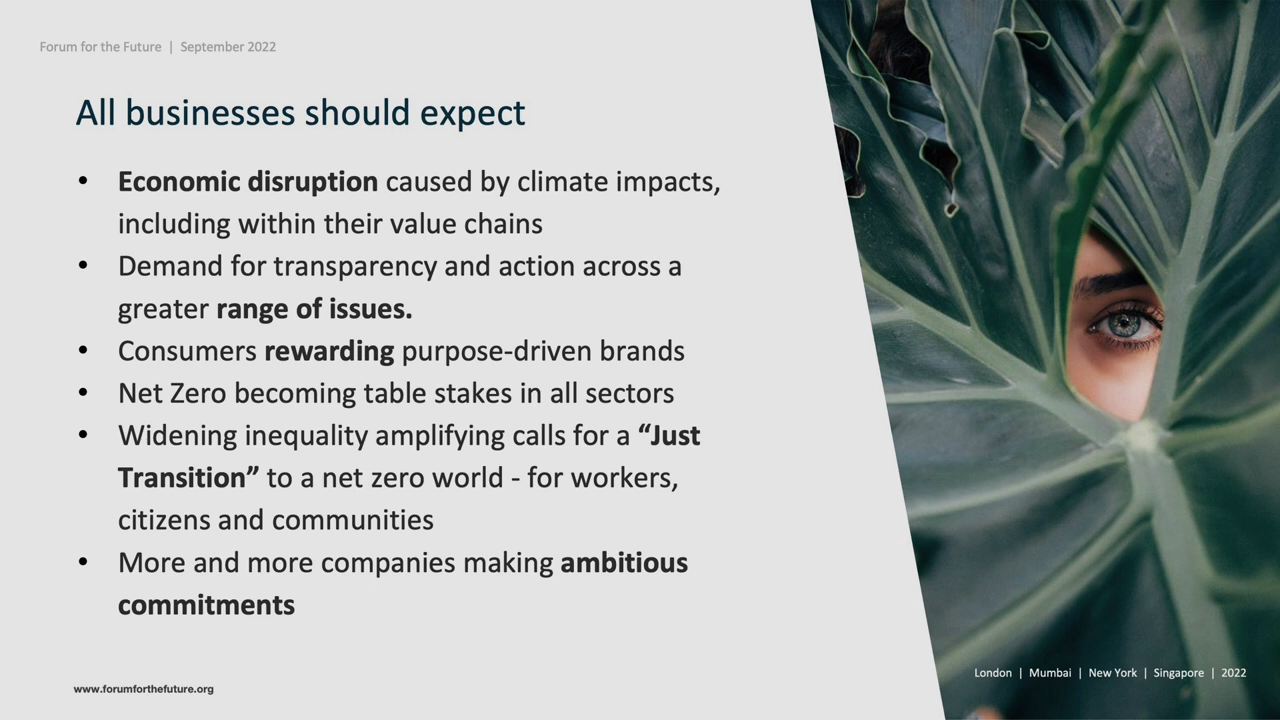 Forum for the Future | September 2022
All businesses should expect
• Economic disruption caused by climate impacts,
including within their value chains
• Demand for transparency and action across a
greater range of issues.
• Consumers rewarding purpose-driven brands
• Net Zero becoming table stakes in all sectors
• Widening inequality amplifying calls for a “Just
Transition” to a net zero world - for workers,
citizens and communities
• More and more companies making ambitious
commitments
www.forumforthefuture.org
London | Mumbai | New York | Singapore | 2022